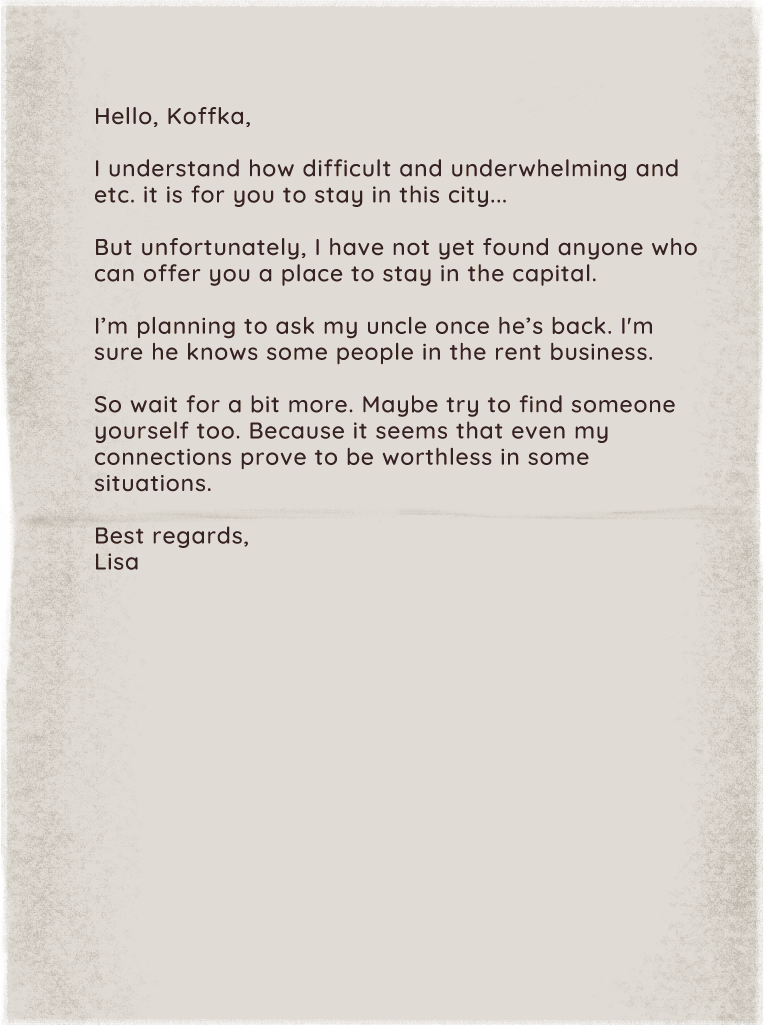 Hello, Koffka,
I understand how difficult and underwhelming and
etc. it is for you to stay in this city...
But unfortunately, I have not yet found anyone who
can offer you a place to stay in the capital.
I’m planning to ask my uncle once he’s back. I'm
sure he knows some people in the rent business.
So wait for a bit more. Maybe try to find someone
yourself too. Because it seems that even my
connections prove to be worthless in some
situations.
Best regards,
Lisa